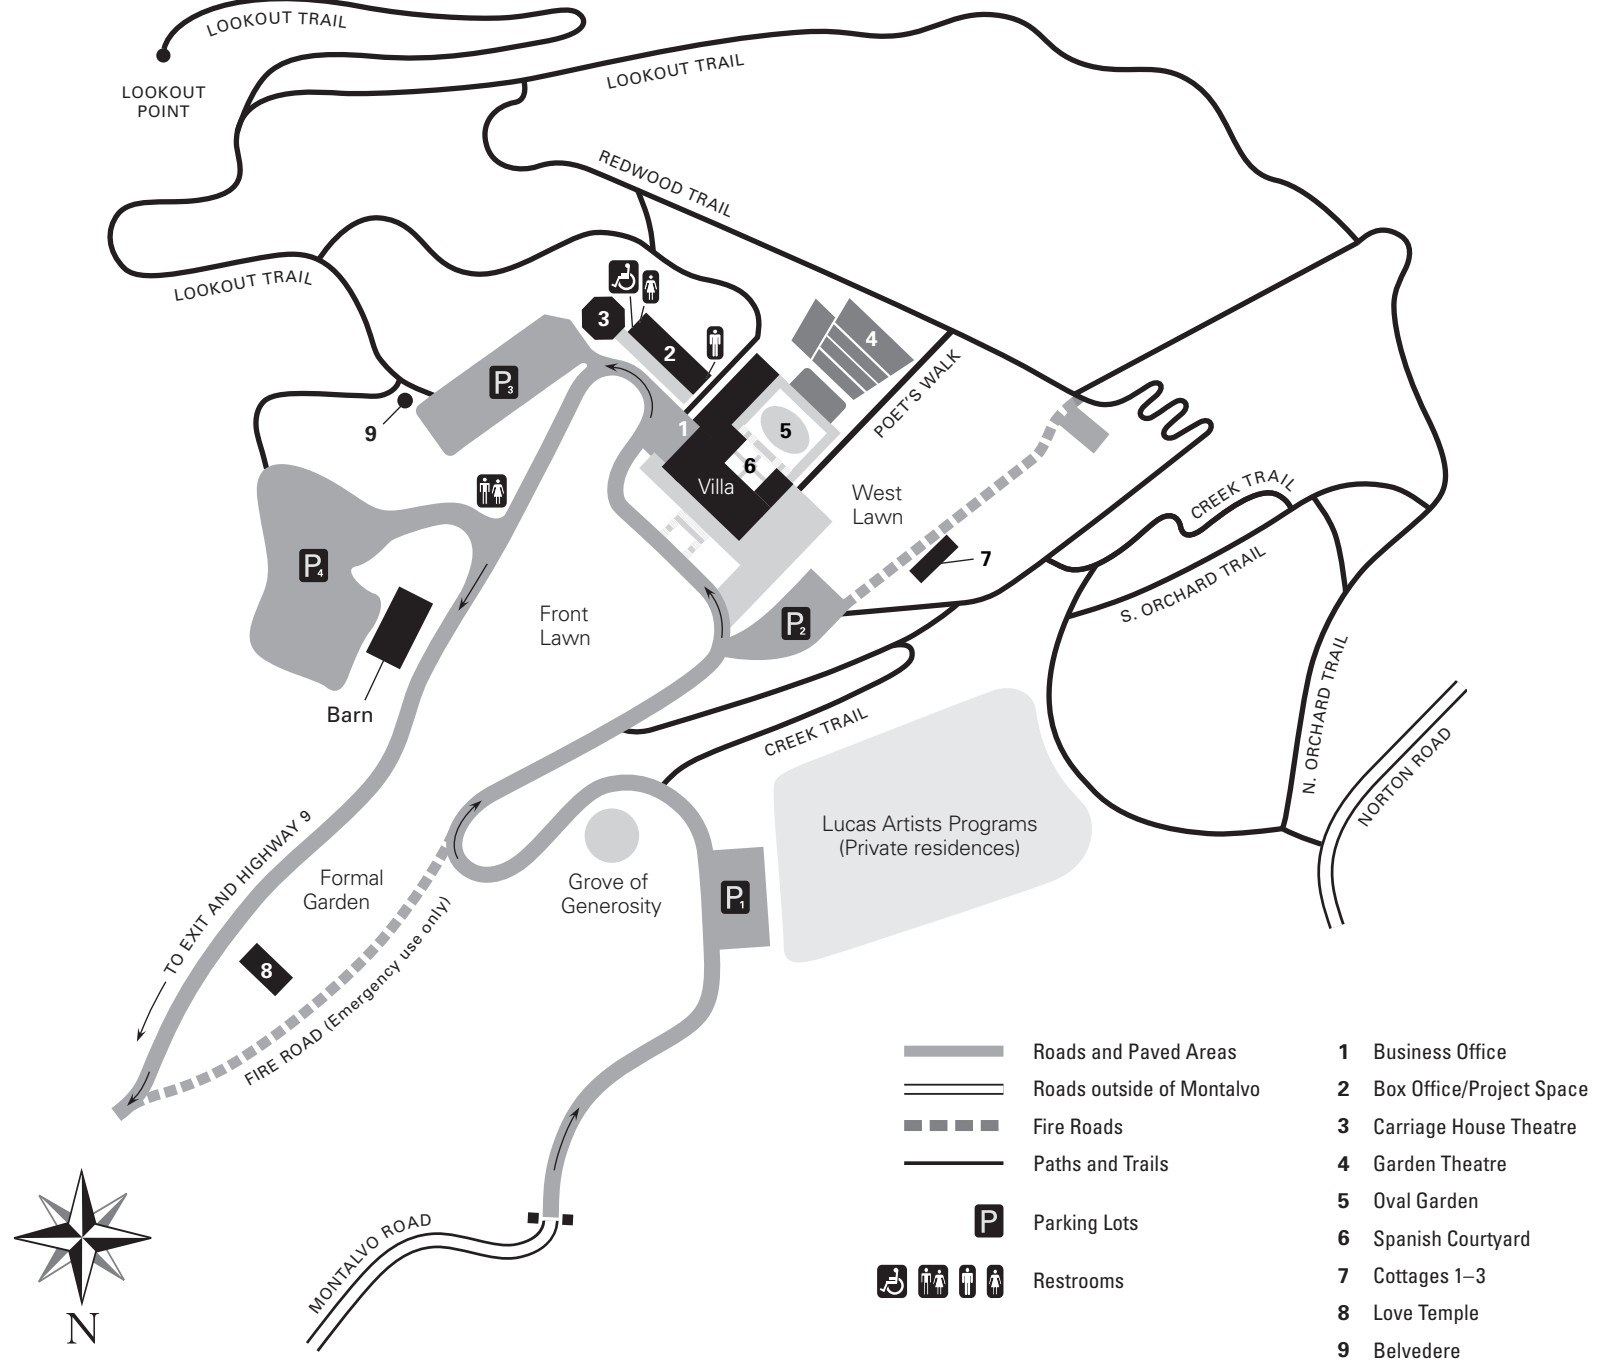 LOOKOUT TRAIL
LOOKOUT
POINT
LOOKOUT TRAIL
REDWOOD TRAIL
LOOKOUT TRAIL
3
2
4
P3
1
5
POET'S WALK
9
6
Villa
West
Lawn
CREEK TRAIL
7
S. ORCHARD TRAIL
P4
Front
Lawn
P2
Barn
CREEK TRAIL
N. ORCHARD TRAIL
NORTON ROAD
Lucas Artists Programs
(Private residences)
TO EXIT AND HIGHWAY 9
Formal
Garden
Grove of
Generosity
P1
8
FIRE ROAD (Emergency use only)
MONTALVO ROAD
N
Roads and Paved Areas
Roads outside of Montalvo
Fire Roads
Paths and Trails
P Parking Lots
Restrooms
1 Business Office
2 Box Office/Project Space
3 Carriage House Theatre
4 Garden Theatre
5 Oval Garden
6 Spanish Courtyard
7 Cottages 1–3
8 Love Temple
9 Belvedere